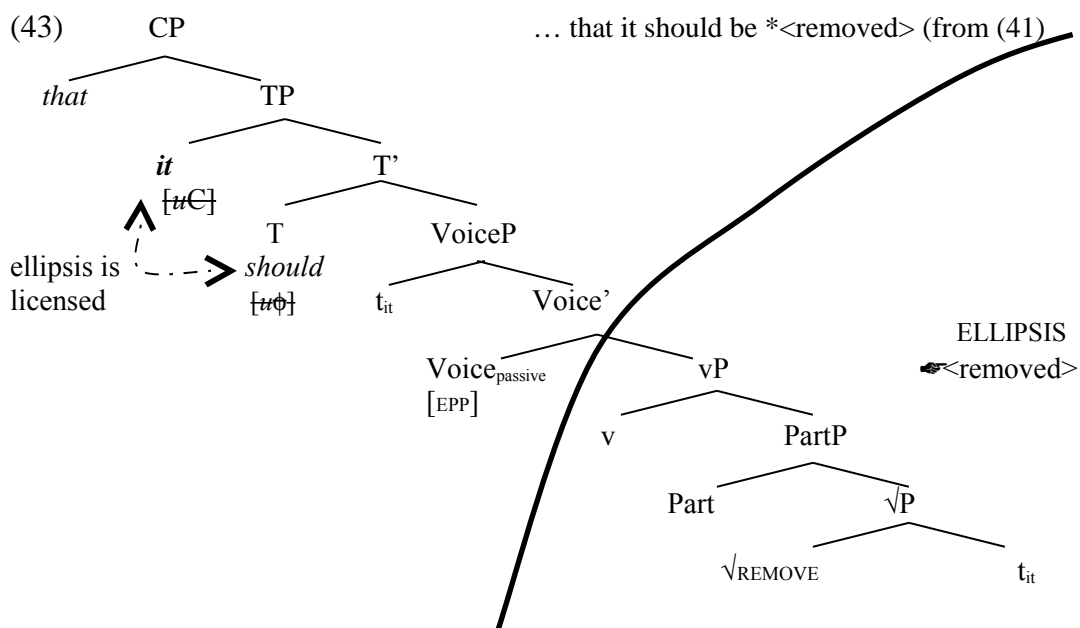 (43) CP … that it should be *<removed> (from (41)
that TP
it T’
[uC]
T VoiceP
ellipsis is should
licensed [uϕ] t_it Voice’
ELLIPSIS
Voice_passive vP ☛<removed>
[EPP]
v PartP
Part √P
√REMOVE t_it